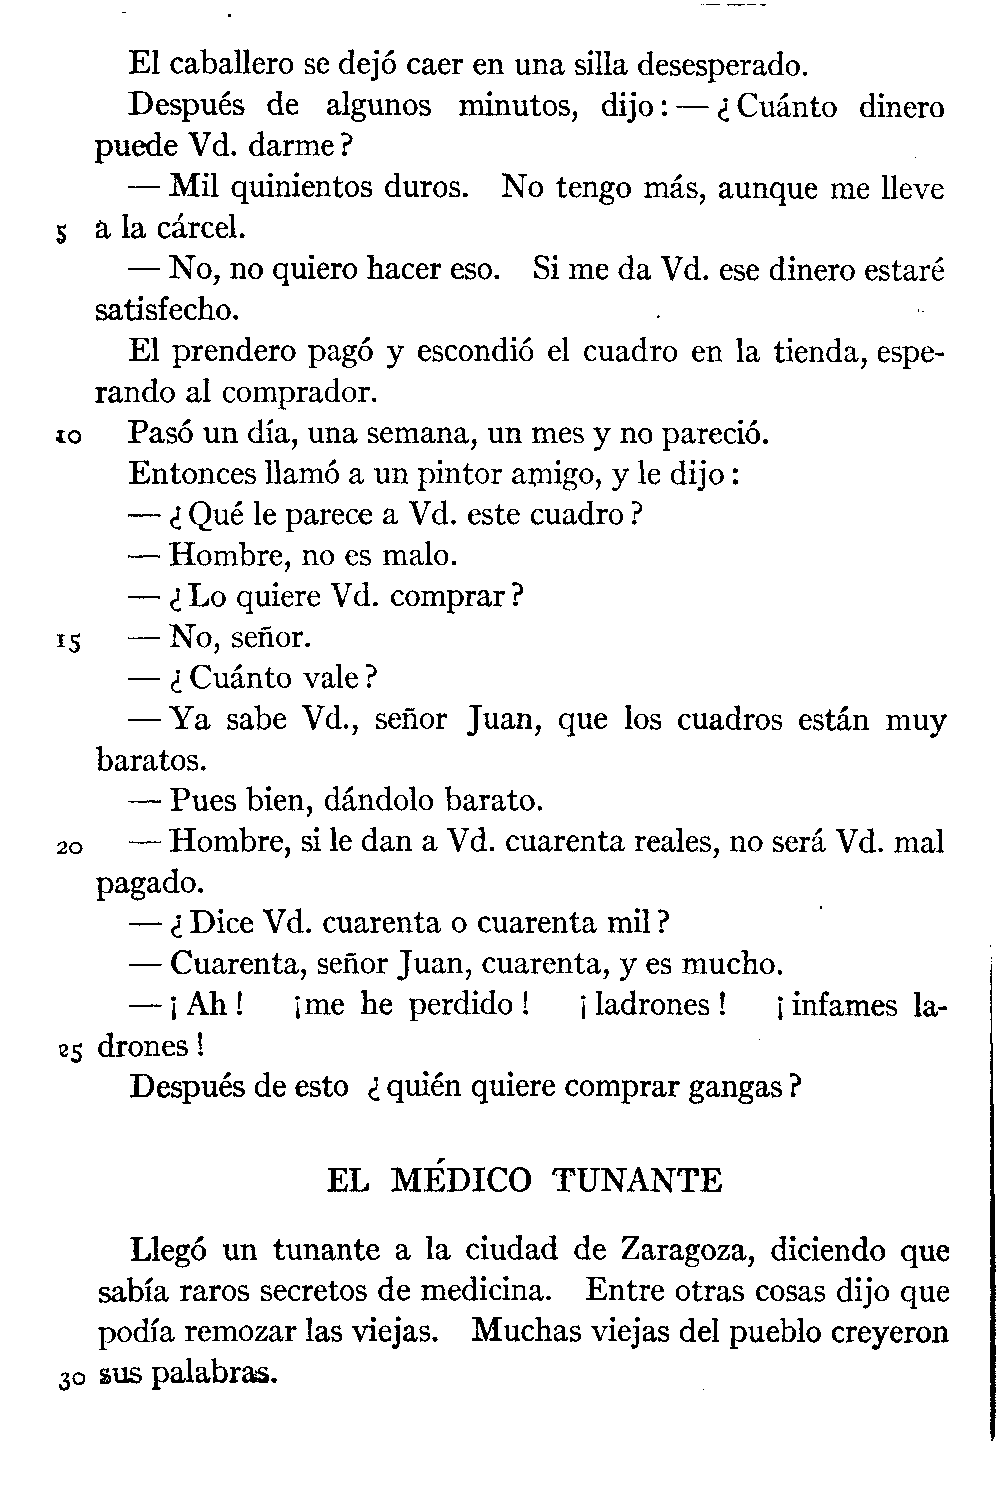 El caballero se dejó caer en una silla desesperado.
Después de algunos minutos, dijo: — ¿Cuánto dinero
puede Vd. darme?
— Mil quinientos duros. No tengo más, aunque me lleve
5 a la cárcel.
— No, no quiero hacer eso. Si me da Vd. ese dinero estaré
satisfecho.
El prendero pagó y escondió el cuadro en la tienda, espe-
rando al comprador.
10 Pasó un día, una semana, un mes y no pareció.
Entonces llamó a un pintor amigo, y le dijo:
— ¿Qué le parece a Vd. este cuadro?
— Hombre, no es malo.
— ¿Lo quiere Vd. comprar?
15 — No, señor.
— ¿Cuánto vale?
— Ya sabe Vd., señor Juan, que los cuadros están muy
baratos.
— Pues bien, dándolo barato.
20 — Hombre, si le dan a Vd. cuarenta reales, no será Vd. mal
pagado.
— ¿Dice Vd. cuarenta o cuarenta mil?
— Cuarenta, señor Juan, cuarenta, y es mucho.
— ¡Ah! ¡me he perdido! ¡ladrones! ¡infames la-
25 drones!
Después de esto ¿quién quiere comprar gangas?
EL MÉDICO TUNANTE
Llegó un tunante a la ciudad de Zaragoza, diciendo que
sabía raros secretos de medicina. Entre otras cosas dijo que
podía remozar las viejas. Muchas viejas del pueblo creyeron
30 sus palabras.